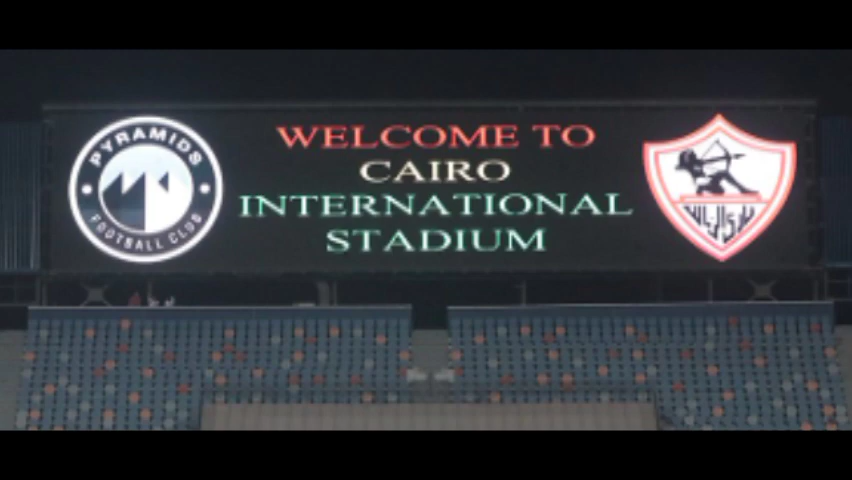 PYRAMIDS
FOOTBALL CLUB
WELCOME TO
CAIRO
INTERNATIONAL
STADIUM